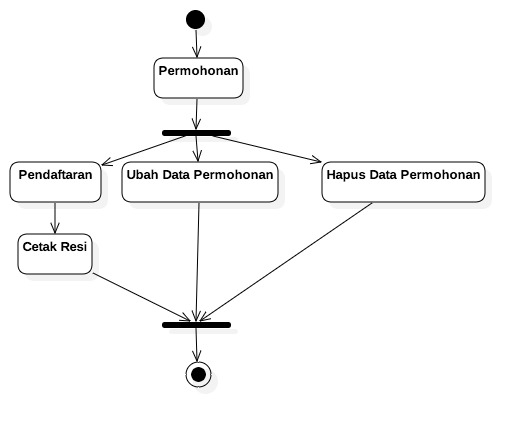 Permohonan
Pendaftaran
Ubah Data Permohonan
Hapus Data Permohonan
Cetak Resi